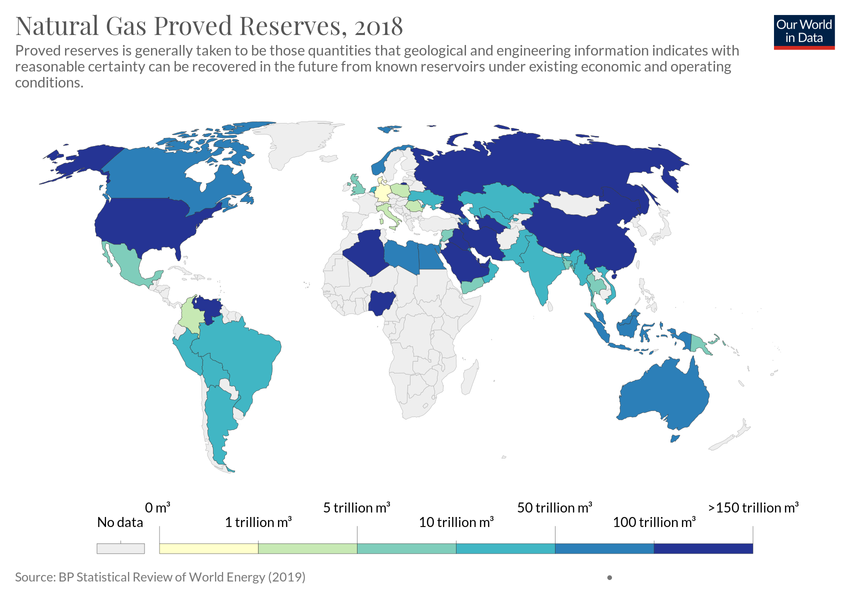 Natural Gas Proved Reserves, 2018
Our World
in Data
Proved reserves is generally taken to be those quantities that geological and engineering information indicates with
reasonable certainty can be recovered in the future from known reservoirs under existing economic and operating
conditions.
0 m³
5 trillion m³
50 trillion m³
>150 trillion m³
No data
1 trillion m³
10 trillion m³
100 trillion m³
Source: BP Statistical Review of World Energy (2019)